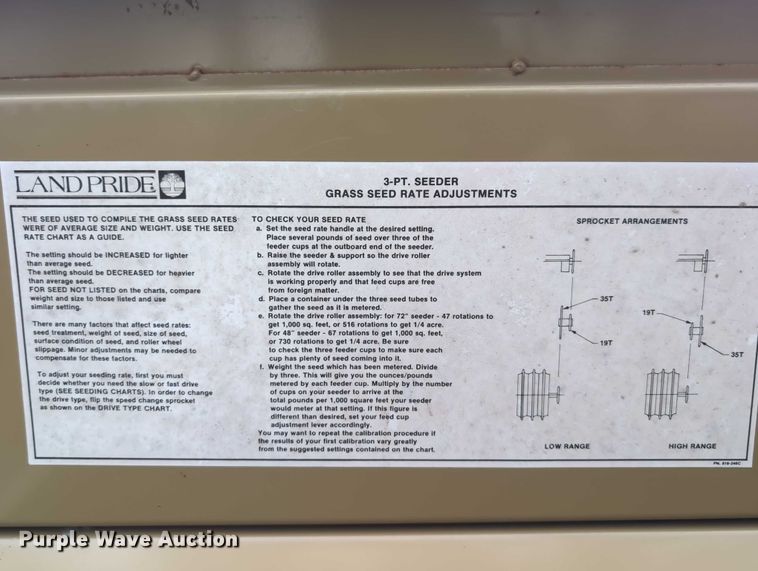 LAND PRIDE
3-PT. SEEDER
GRASS SEED RATE ADJUSTMENTS
THE SEED USED TO COMPILE THE GRASS SEED RATES
WERE OF AVERAGE SIZE AND WEIGHT. USE THE SEED
RATE CHART AS A GUIDE.
The setting should be INCREASED for lighter
than average seed.
The setting should be DECREASED for heavier
than average seed.
FOR SEED NOT LISTED on the charts, compare
weight and size to those listed and use
similar setting.
There are many factors that affect seed rates:
seed treatment, weight of seed, size of seed,
surface condition of seed, and roller wheel
slippage. Minor adjustments may be needed to
compensate for these factors.
To adjust your seeding rate, first you must
decide whether you need the slow or fast drive
type (SEE SEEDING CHARTS). In order to change
the drive type, flip the speed change sprocket
as shown on the DRIVE TYPE CHART.
TO CHECK YOUR SEED RATE
a. Set the seed rate handle at the desired setting.
Place several pounds of seed over three of the
feeder cups at the outboard end of the seeder.
b. Raise the seeder & support so the drive roller
assembly will rotate.
c. Rotate the drive roller assembly to see that the drive system
is working properly and that feed cups are free
from foreign matter.
d. Place a container under the three seed tubes to
gather the seed as it is metered.
e. Rotate the drive roller assembly: for 72" seeder - 47 rotations to
get 1,000 sq. feet, or 516 rotations to get 1/4 acre.
For 48" seeder - 67 rotations to get 1,000 sq. feet,
or 730 rotations to get 1/4 acre. Be sure
to check the three feeder cups to make sure each
cup has plenty of seed coming into it.
f. Weight the seed which has been metered. Divide
by three. This will give you the ounces/pounds
metered by each feeder cup. Multiply by the number
of cups on your seeder to arrive at the
total pounds per 1,000 square feet your seeder
would meter at that setting. If this figure is
different than desired, set your feed cup
adjustment lever accordingly.
You may want to repeat the calibration procedure if
the results of your first calibration vary greatly
from the suggested settings contained on the chart.
SPROCKET ARRANGEMENTS
35T
19T
19T
35T
LOW RANGE
HIGH RANGE
PN. 818-246C
Purple Wave Auction